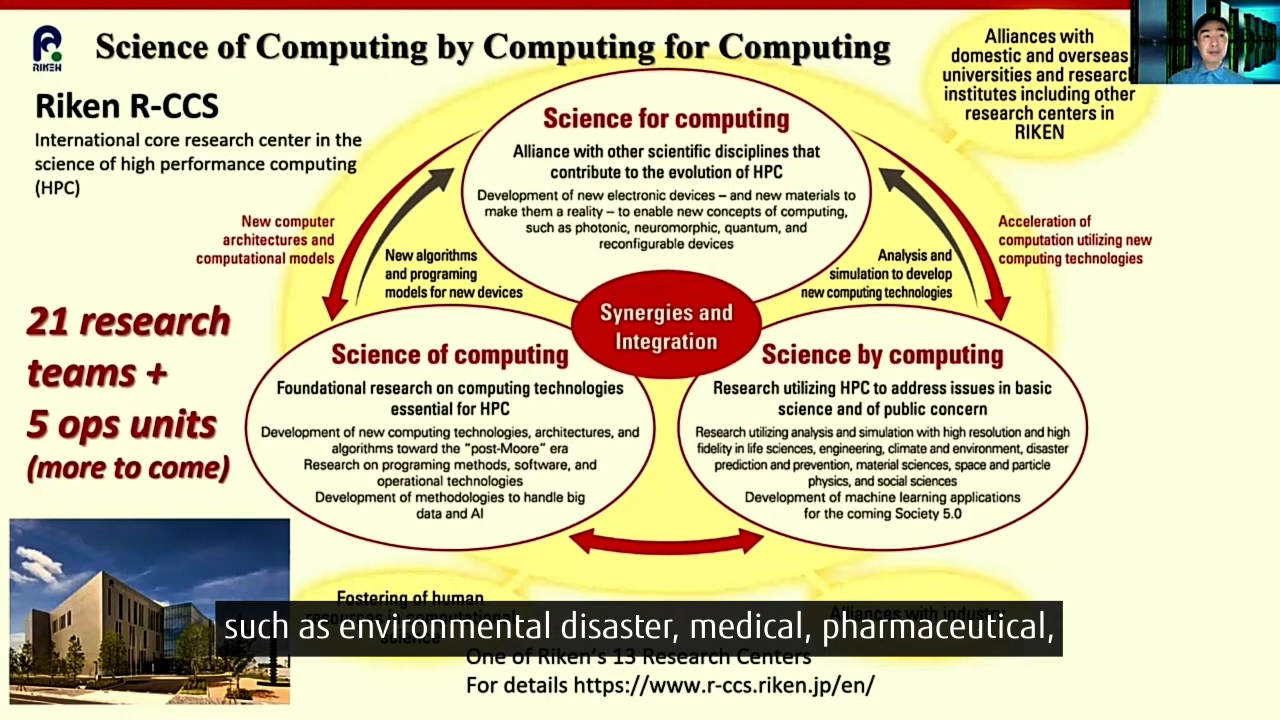 RIKEN
Science of Computing by Computing for Computing
Riken R-CCS
International core research center in the
science of high performance computing
(HPC)
Alliances with
domestic and overseas
universities and research
institutes including other
research centers in
RIKEN
Science for computing
Alliance with other scientific disciplines that
contribute to the evolution of HPC
Development of new electronic devices – and new materials to
make them a reality – to enable new concepts of computing,
such as photonic, neuromorphic, quantum, and
reconfigurable devices
New computer
architectures and
computational models
New algorithms
and programing
models for new devices
Analysis and
simulation to develop
new computing technologies
Acceleration of
computation utilizing new
computing technologies
Synergies and
Integration
21 research
teams +
5 ops units
(more to come)
Science of computing
Foundational research on computing technologies
essential for HPC
Development of new computing technologies, architectures, and
algorithms toward the "post-Moore" era
Research on programing methods, software, and
operational technologies
Development of methodologies to handle big
data and AI
Science by computing
Research utilizing HPC to address issues in basic
science and of public concern
Research utilizing analysis and simulation with high resolution and high
fidelity in life sciences, engineering, climate and environment, disaster
prediction and prevention, material sciences, space and particle
physics, and social sciences
Development of machine learning applications
for the coming Society 5.0
Fostering of human
Alliances with industry
such as environmental disaster, medical, pharmaceutical,
One of Riken's 13 Research Centers
For details https://www.r-ccs.riken.jp/en/